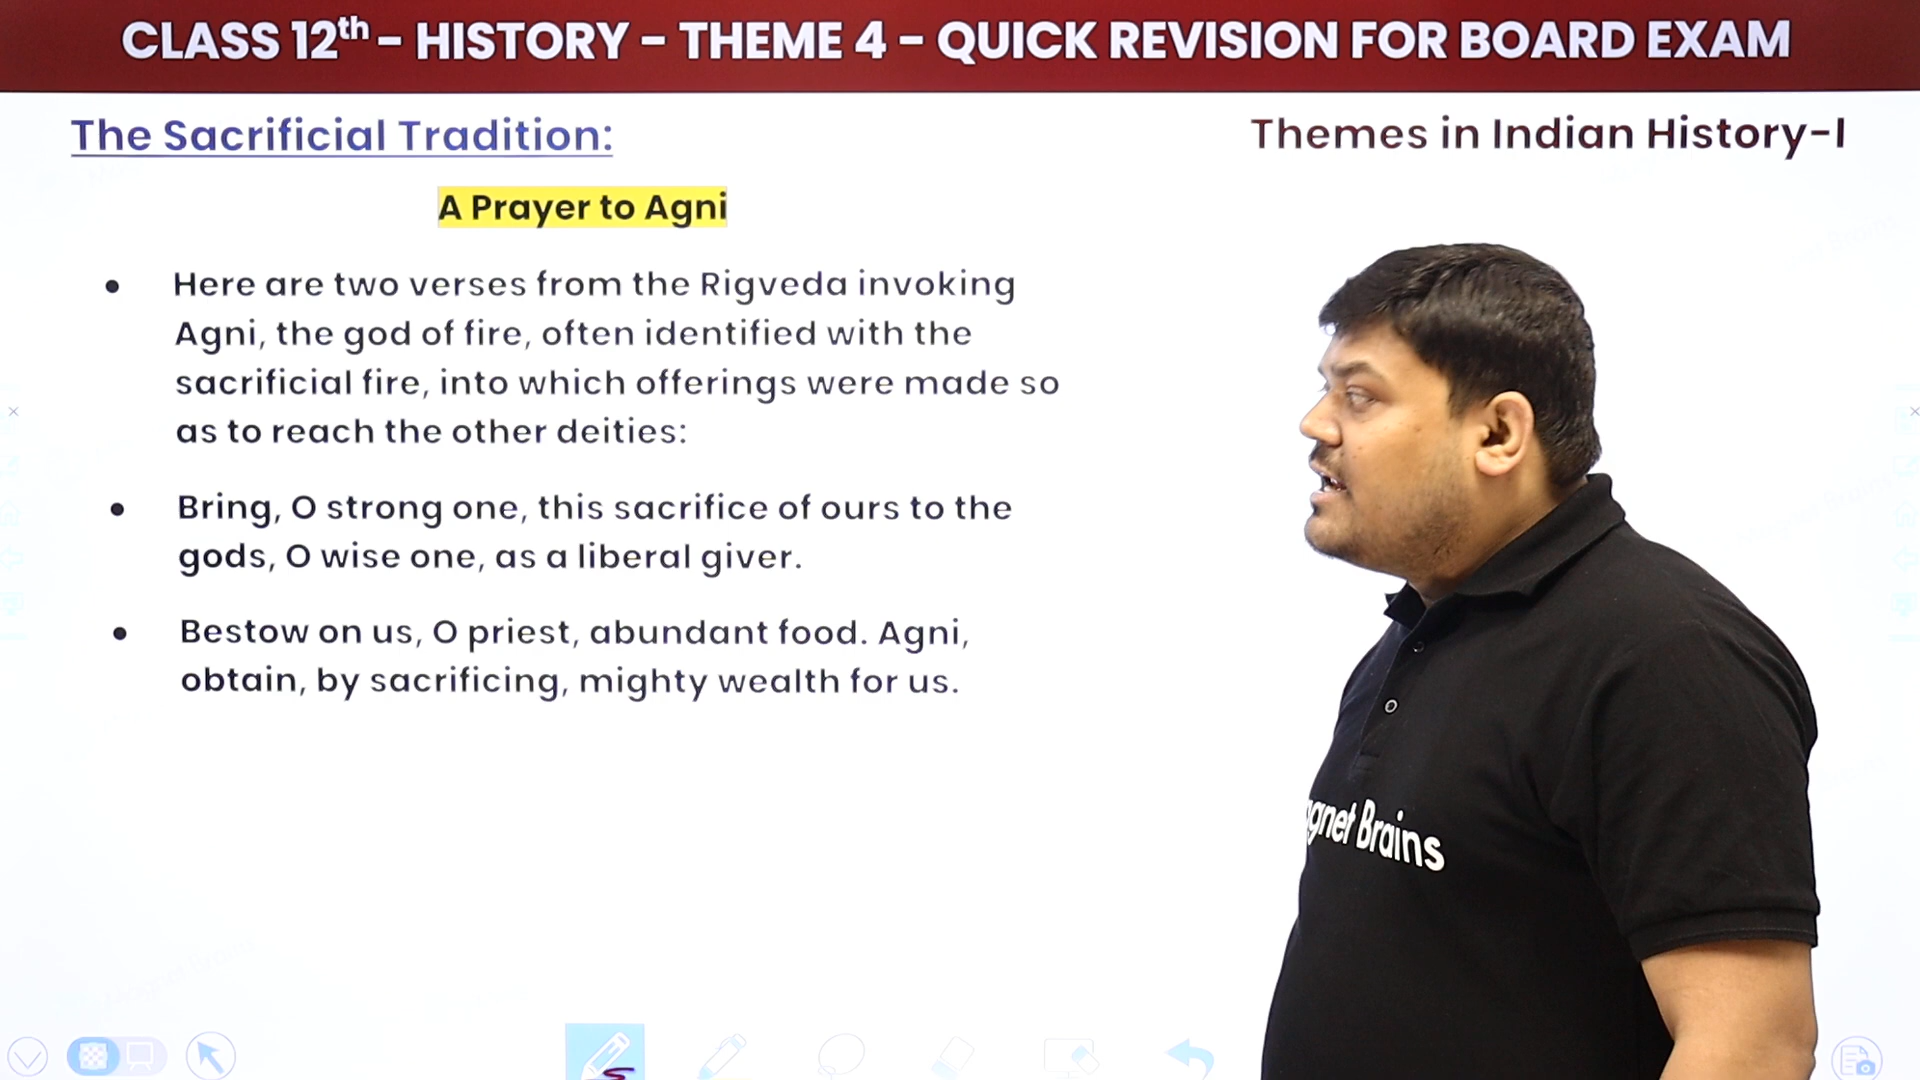 CLASS 12th - HISTORY - THEME 4 - QUICK REVISION FOR BOARD EXAM
The Sacrificial Tradition:
Themes in Indian History-I
A Prayer to Agni
• Here are two verses from the Rigveda invoking
Agni, the god of fire, often identified with the
sacrificial fire, into which offerings were made so
as to reach the other deities:
• Bring, O strong one, this sacrifice of ours to the
gods, O wise one, as a liberal giver.
• Bestow on us, O priest, abundant food. Agni,
obtain, by sacrificing, mighty wealth for us.
Brains